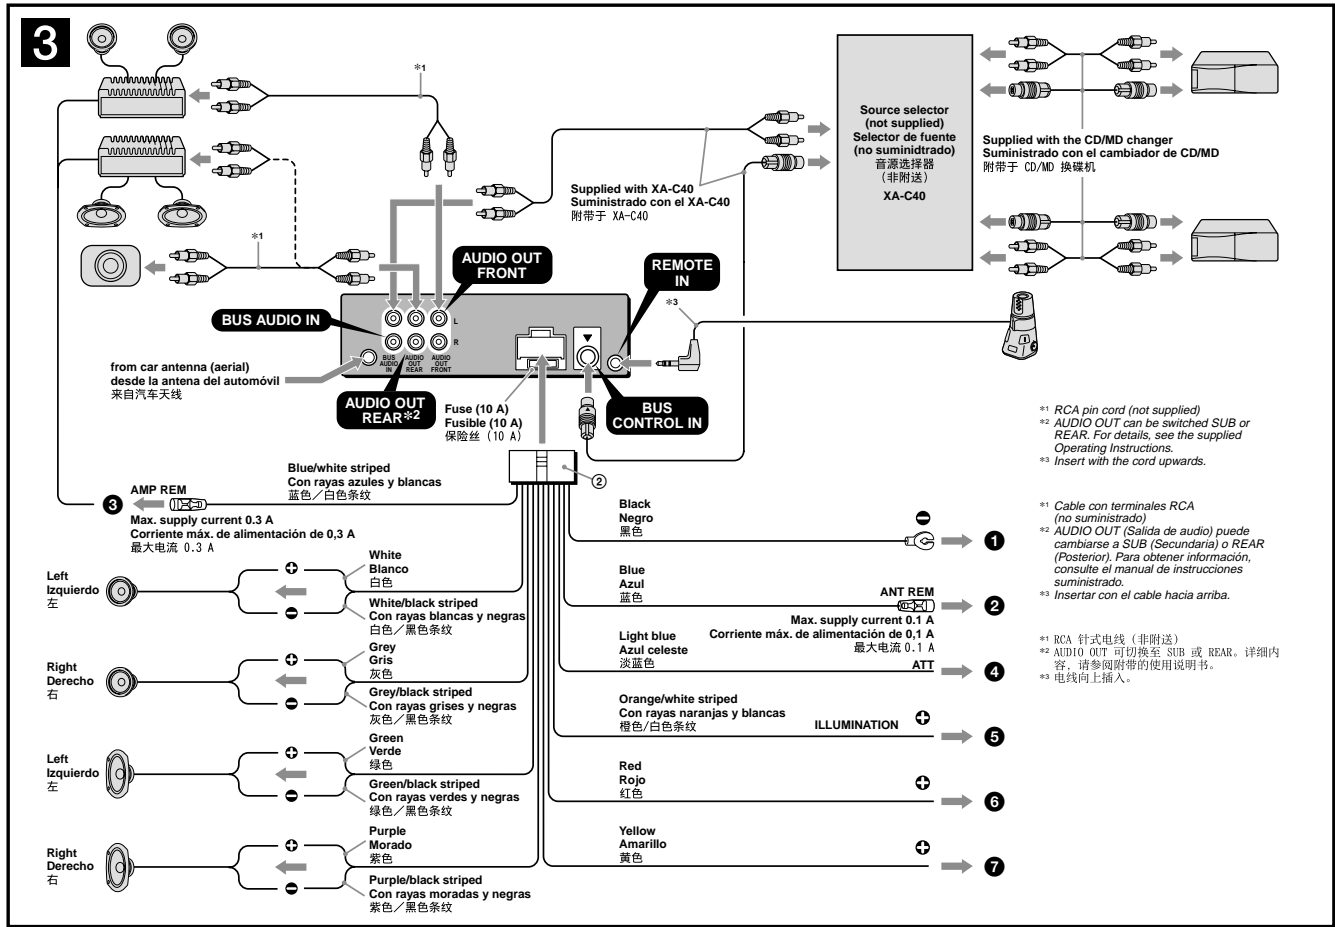 3
*1
Source selector
(not supplied)
Selector de fuente
(no suminidtrado)
音源选择器
(非附送)
XA-C40
Supplied with the CD/MD changer
Suministrado con el cambiador de CD/MD
附带于 CD/MD 换碟机
Supplied with XA-C40
Suministrado con el XA-C40
附带于 XA-C40
*1
AUDIO OUT
FRONT
REMOTE
IN
*3
BUS AUDIO IN
L
R
BUS
AUDIO
IN
AUDIO
OUT
REAR
AUDIO
OUT
FRONT
from car antenna (aerial)
desde la antena del automóvil
来自汽车天线
AUDIO OUT
REAR*2
Fuse (10 A)
Fusible (10 A)
保险丝 (10 A)
BUS
CONTROL IN
*1 RCA pin cord (not supplied)
*2 AUDIO OUT can be switched SUB or
REAR. For details, see the supplied
Operating Instructions.
*3 Insert with the cord upwards.
*1 Cable con terminales RCA
(no suministrado)
*2 AUDIO OUT (Salida de audio) puede
cambiarse a SUB (Secundaria) o REAR
(Posterior). Para obtener información,
consulte el manual de instrucciones
suministrado.
*3 Insertar con el cable hacia arriba.
*1 RCA 针式电线 (非附送)
*2 AUDIO OUT 可切换至 SUB 或 REAR。详细内
容，请参阅附带的使用说明书。
*3 电线向上插入。
②
Blue/white striped
Con rayas azules y blancas
蓝色／白色条纹
❸
AMP REM
Max. supply current 0.3 A
Corriente máx. de alimentación de 0,3 A
最大电流 0.3 A
Left
Izquierdo
左
White
Blanco
白色
White/black striped
Con rayas blancas y negras
白色／黑色条纹
Right
Derecho
右
Grey
Gris
灰色
Grey/black striped
Con rayas grises y negras
灰色／黑色条纹
Left
Izquierdo
左
Green
Verde
绿色
Green/black striped
Con rayas verdes y negras
绿色／黑色条纹
Right
Derecho
右
Purple
Morado
紫色
Purple/black striped
Con rayas moradas y negras
紫色／黑色条纹
Black
Negro
黑色
❶
Blue
Azul
蓝色
ANT REM
❷
Max. supply current 0.1 A
Corriente máx. de alimentación de 0,1 A
最大电流 0.1 A
Light blue
Azul celeste
淡蓝色
ATT
❹
Orange/white striped
Con rayas naranjas y blancas
橙色/白色条纹
ILLUMINATION
❺
Red
Rojo
红色
❻
Yellow
Amarillo
黄色
❼